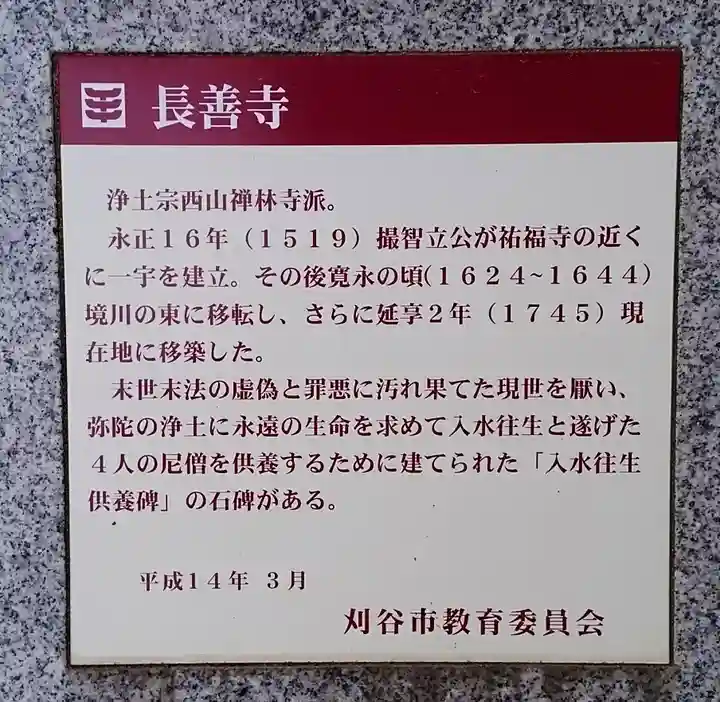 長善寺
浄土宗西山禅林寺派。
永正16年（1519）撮智立公が祐福寺の近く
に一宇を建立。その後寛永の頃(1624~1644)
境川の東に移転し、さらに延享2年（1745）現
在地に移築した。
末世末法の虚偽と罪悪に汚れ果てた現世を厭い、
弥陀の浄土に永遠の生命を求めて入水往生と遂げた
4人の尼僧を供養するために建てられた「入水往生
供養碑」の石碑がある。
平成14年 3月
刈谷市教育委員会